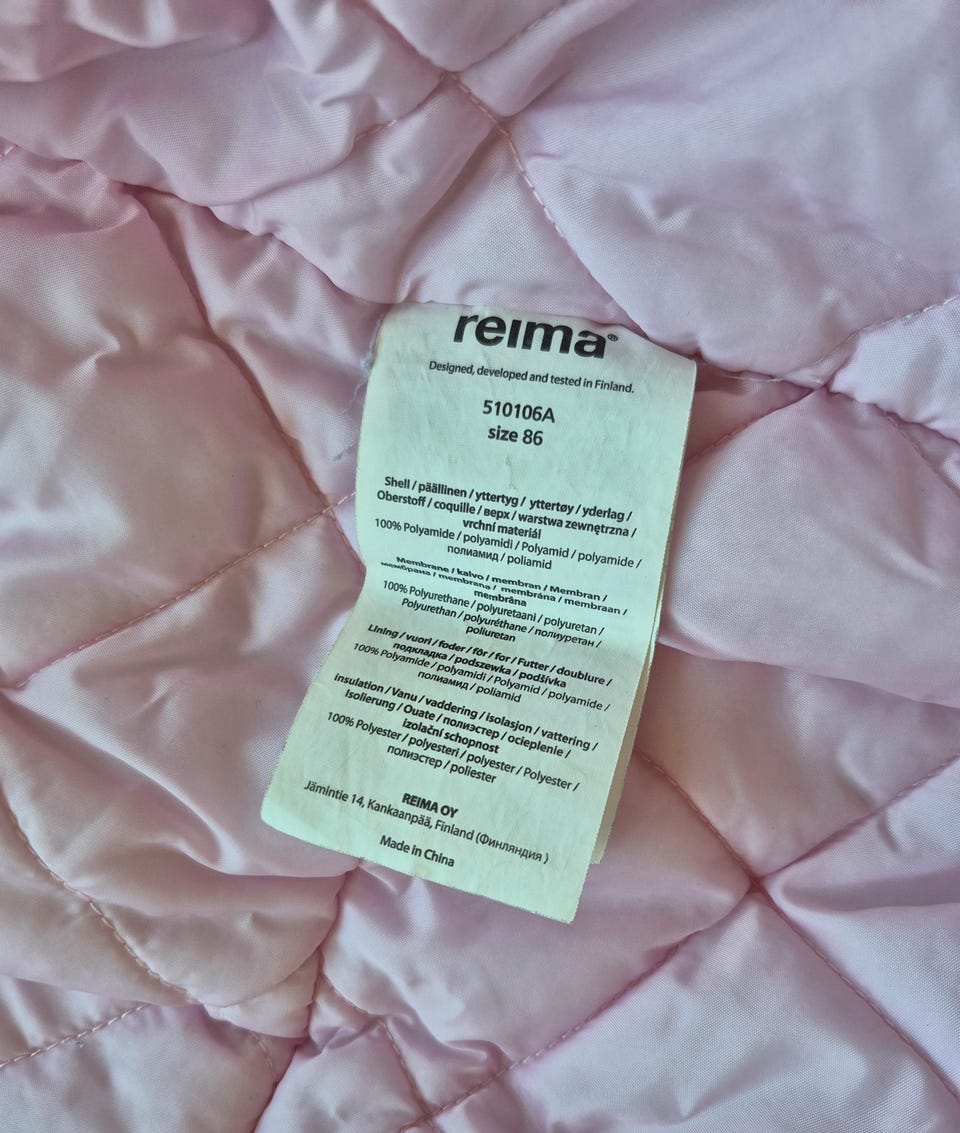 reima®
Designed, developed and tested in Finland.
510106A
size 86
Shell / päällinen / yttertyg / yttertøy / yderlag /
Oberstoff / coquille / верх / warstwa zewnętrzna /
vrchní materiál
100% Polyamide / polyamidi / Polyamid / polyamide /
полиамид / poliamid
Membrane / kalvo / membran / Membran /
мембрана / membrana / membrána / membraan /
membrāna
100% Polyurethane / polyuretaani / polyuretan /
Polyurethan / polyuréthane / полиуретан /
poliuretan
Lining / vuori / foder / fôr / for / Futter / doublure /
подкладка / podszewka / podšívka
100% Polyamide / polyamidi / Polyamid / polyamide /
полиамид / poliamid
Insulation / Vanu / vaddering / isolasjon / vattering /
Isolierung / Ouate / полиэстер / ocieplenie /
izolační schopnost
100% Polyester / polyesteri / polyester / Polyester /
полиэстер / poliester
REIMA OY
Jämintie 14, Kankaanpää, Finland (Финляндия )
Made in China